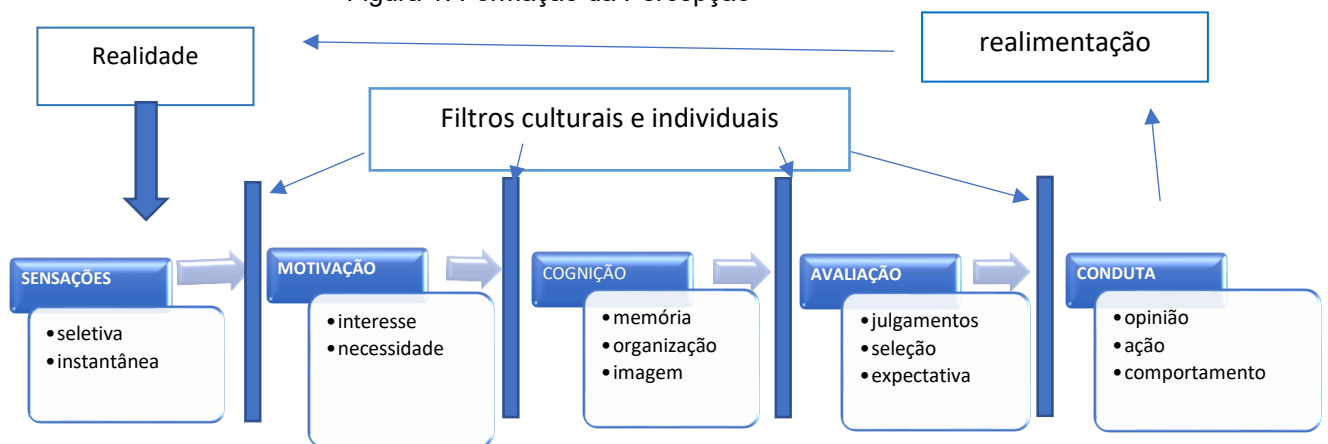 Realidade
realimentação
Filtros culturais e individuais
SENSAÇÕES
•seletiva
•instantânea
MOTIVAÇÃO
•interesse
•necessidade
COGNIÇÃO
•memória
•organização
•imagem
AVALIAÇÃO
•julgamentos
•seleção
•expectativa
CONDUTA
•opinião
•ação
•comportamento